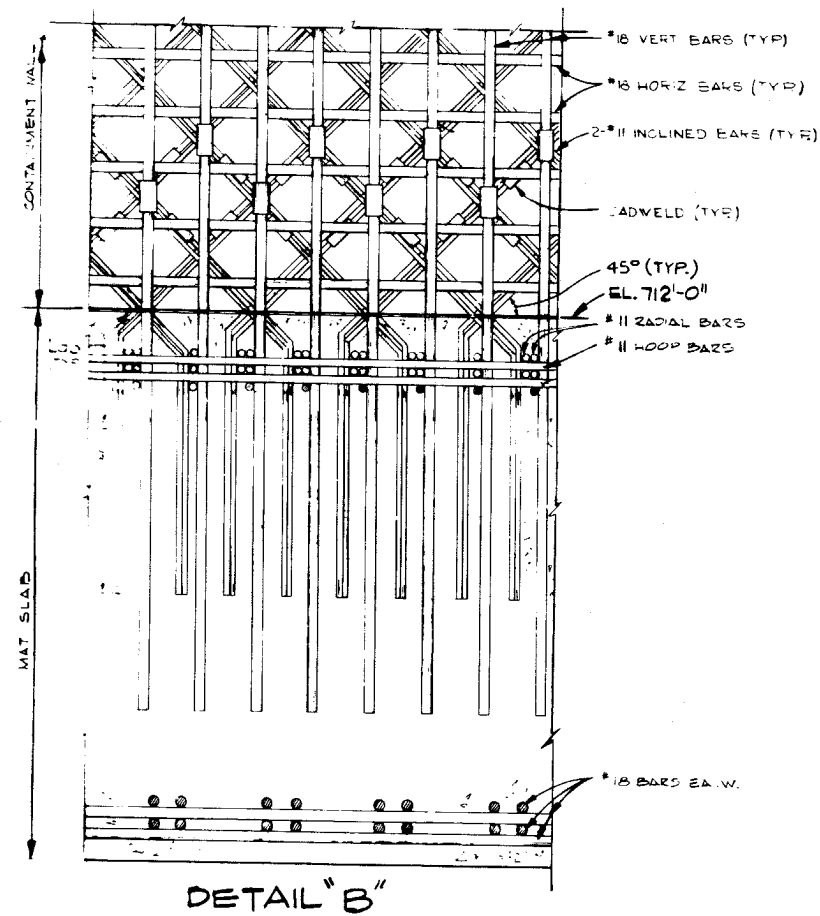 #18 VERT BARS (TYP)
#18 HORIZ BARS (TYP.)
2-#11 INCLINED BARS (TYP.)
CADWELD (TYP.)
45° (TYP.)
EL. 712'-0"
#11 RADIAL BARS
#11 HOOP BARS
CONTAINMENT WALL
MAT SLAB
#18 BARS EA. W.
DETAIL "B"